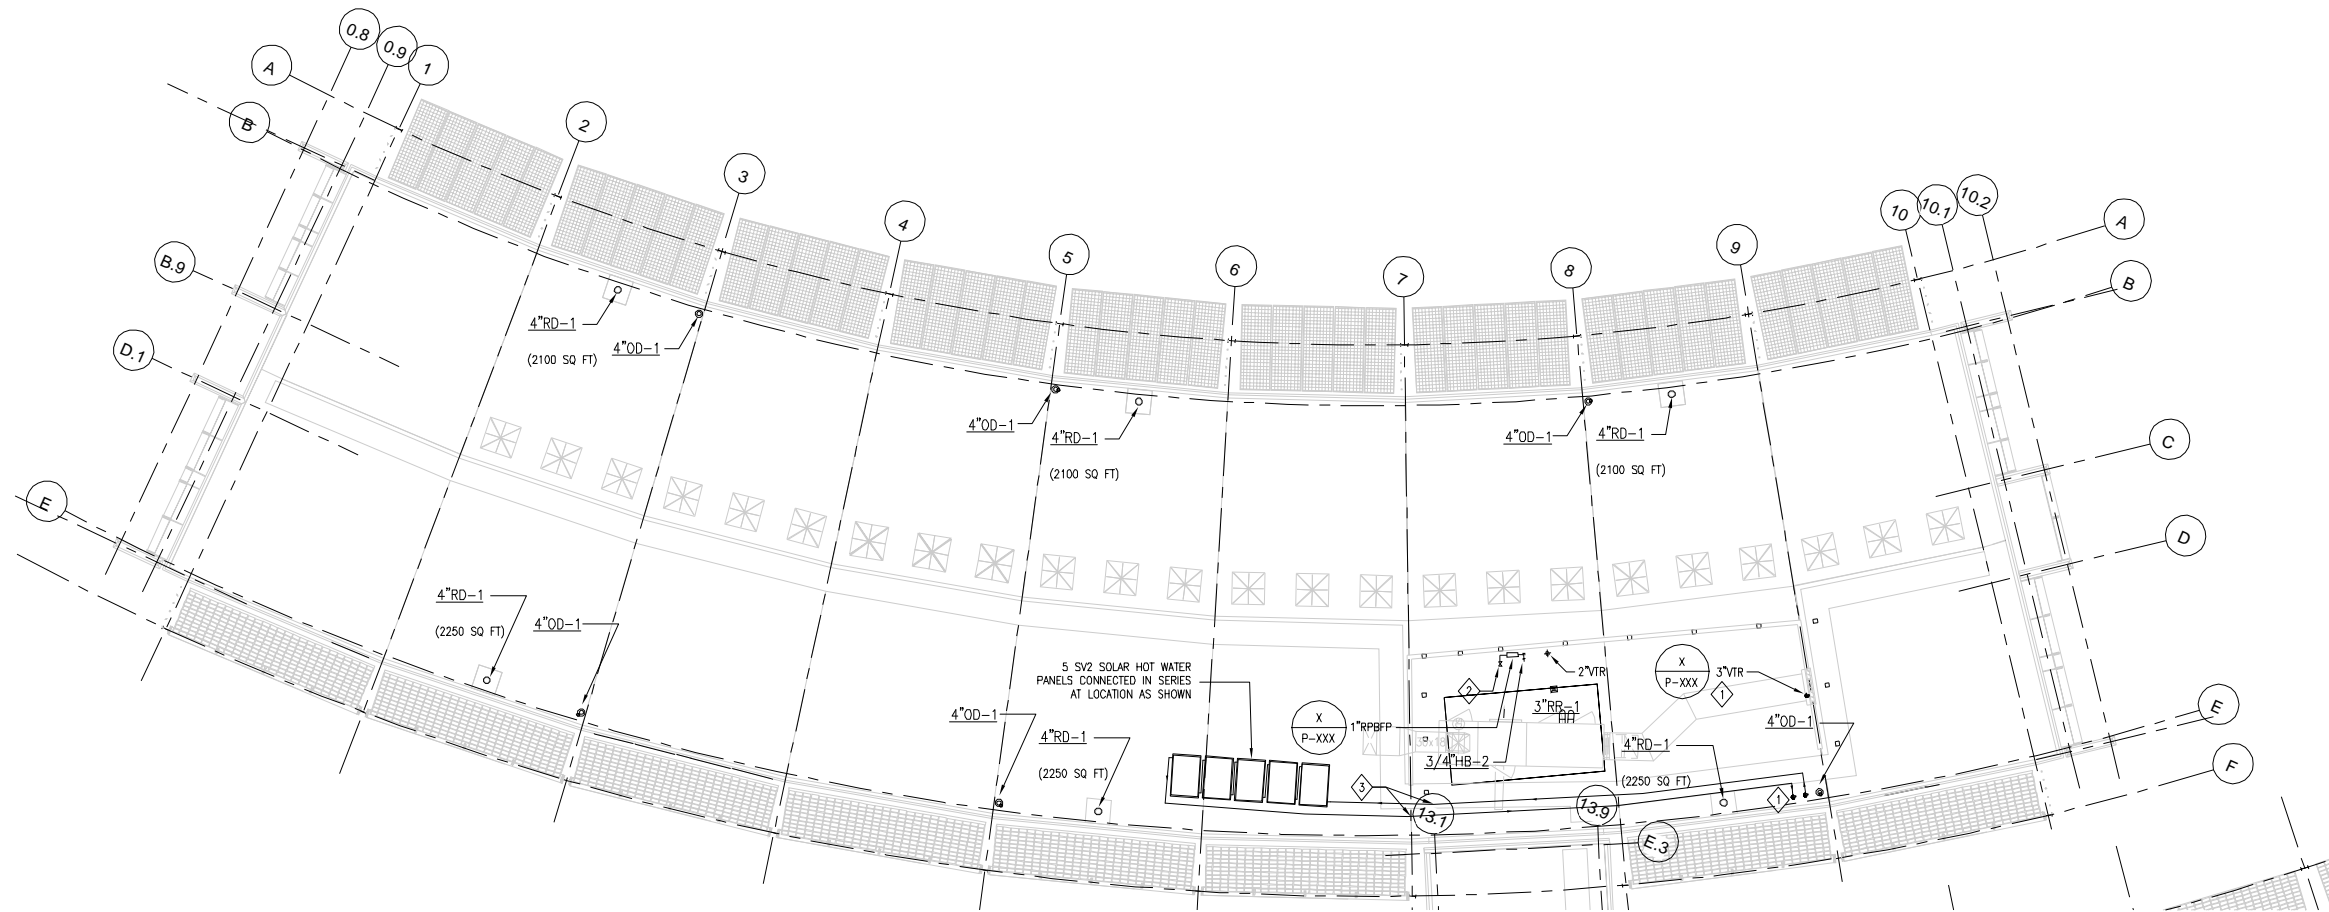 0.8
0.9
1
A
B
2
3
4
5
6
7
8
9
10
10.1
10.2
A
B
B.9
D.1
E
C
D
E
F
4"RD-1
(2100 SQ FT)
4"OD-1
4"OD-1
4"RD-1
(2100 SQ FT)
4"OD-1
4"RD-1
(2100 SQ FT)
4"RD-1
(2250 SQ FT)
4"OD-1
5 SV2 SOLAR HOT WATER
PANELS CONNECTED IN SERIES
AT LOCATION AS SHOWN
4"OD-1
4"RD-1
(2250 SQ FT)
X
P-XXX
1"RPBFP
2
2"VTR
X
P-XXX
3"VTR
1
3"RR-1
3/4"HB-2
4"RD-1
(2250 SQ FT)
4"OD-1
3
1
13.1
13.9
E.3